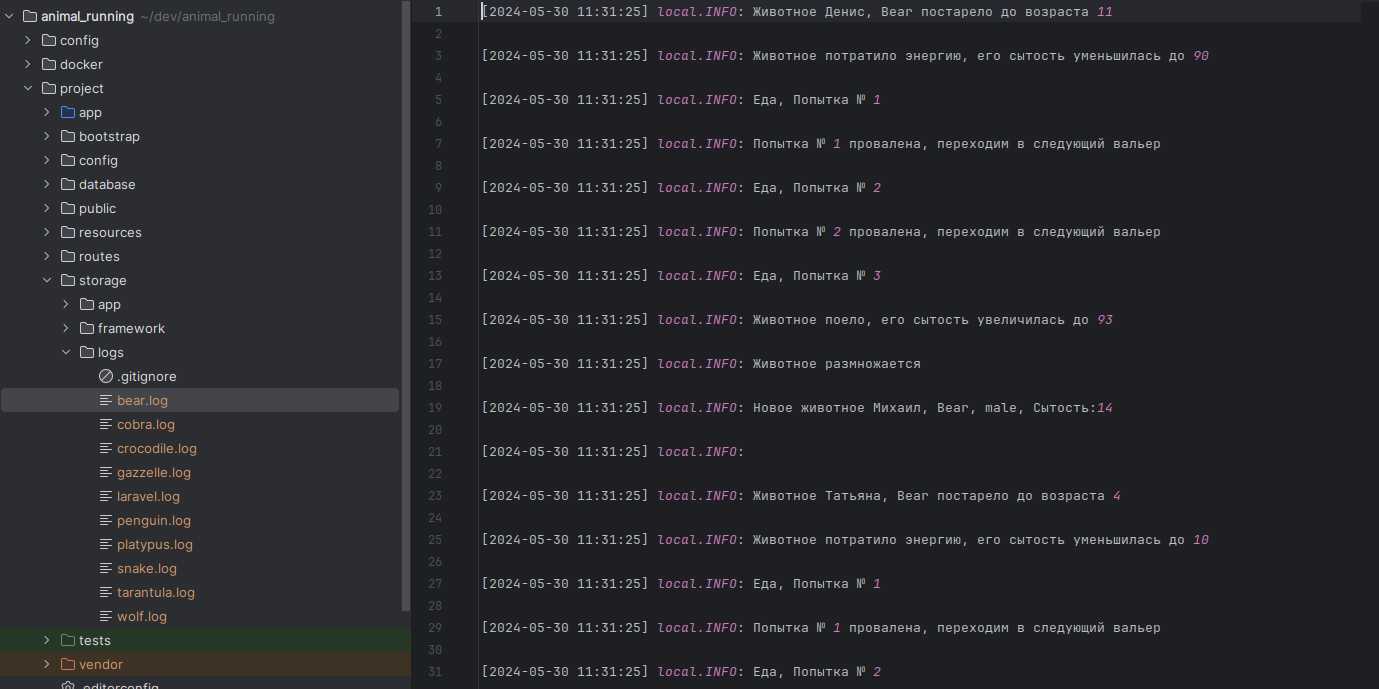 animal_running ~/dev/animal_running
config
docker
project
app
bootstrap
config
database
public
resources
routes
storage
app
framework
logs
.gitignore
bear.log
cobra.log
crocodile.log
gazzelle.log
laravel.log
penguin.log
platypus.log
snake.log
tarantula.log
wolf.log
tests
vendor
.editorconfig
1 [2024-05-30 11:31:25] local.INFO: Животное Денис, Bear постарело до возраста 11
2
3 [2024-05-30 11:31:25] local.INFO: Животное потратило энергию, его сытость уменьшилась до 90
4
5 [2024-05-30 11:31:25] local.INFO: Еда, Попытка № 1
6
7 [2024-05-30 11:31:25] local.INFO: Попытка № 1 провалена, переходим в следующий вальер
8
9 [2024-05-30 11:31:25] local.INFO: Еда, Попытка № 2
10
11 [2024-05-30 11:31:25] local.INFO: Попытка № 2 провалена, переходим в следующий вальер
12
13 [2024-05-30 11:31:25] local.INFO: Еда, Попытка № 3
14
15 [2024-05-30 11:31:25] local.INFO: Животное поело, его сытость увеличилась до 93
16
17 [2024-05-30 11:31:25] local.INFO: Животное размножается
18
19 [2024-05-30 11:31:25] local.INFO: Новое животное Михаил, Bear, male, Сытость:14
20
21 [2024-05-30 11:31:25] local.INFO:
22
23 [2024-05-30 11:31:25] local.INFO: Животное Татьяна, Bear постарело до возраста 4
24
25 [2024-05-30 11:31:25] local.INFO: Животное потратило энергию, его сытость уменьшилась до 10
26
27 [2024-05-30 11:31:25] local.INFO: Еда, Попытка № 1
28
29 [2024-05-30 11:31:25] local.INFO: Попытка № 1 провалена, переходим в следующий вальер
30
31 [2024-05-30 11:31:25] local.INFO: Еда, Попытка № 2